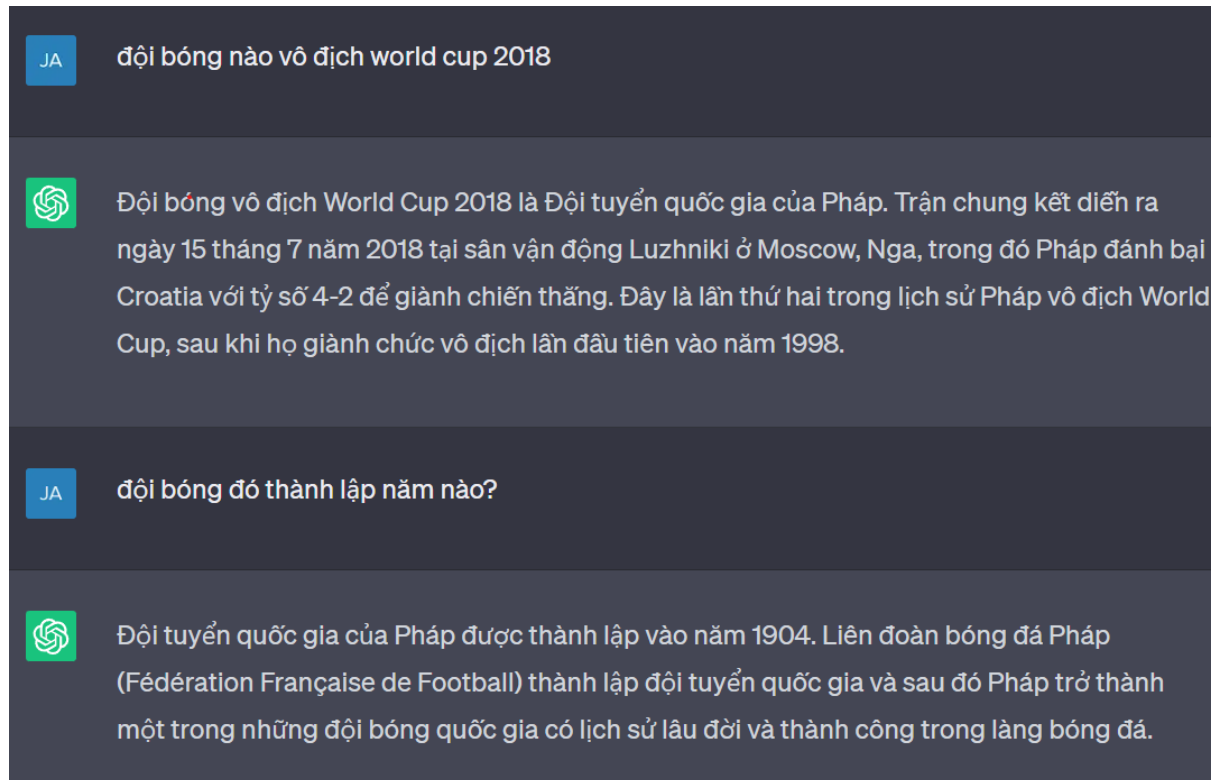 JA
đội bóng nào vô địch world cup 2018
Đội bóng vô địch World Cup 2018 là Đội tuyển quốc gia của Pháp. Trận chung kết diễn ra
ngày 15 tháng 7 năm 2018 tại sân vận động Luzhniki ở Moscow, Nga, trong đó Pháp đánh bại
Croatia với tỷ số 4-2 để giành chiến thắng. Đây là lần thứ hai trong lịch sử Pháp vô địch World
Cup, sau khi họ giành chức vô địch lần đầu tiên vào năm 1998.
JA
đội bóng đó thành lập năm nào?
Đội tuyển quốc gia của Pháp được thành lập vào năm 1904. Liên đoàn bóng đá Pháp
(Fédération Française de Football) thành lập đội tuyển quốc gia và sau đó Pháp trở thành
một trong những đội bóng quốc gia có lịch sử lâu đời và thành công trong làng bóng đá.